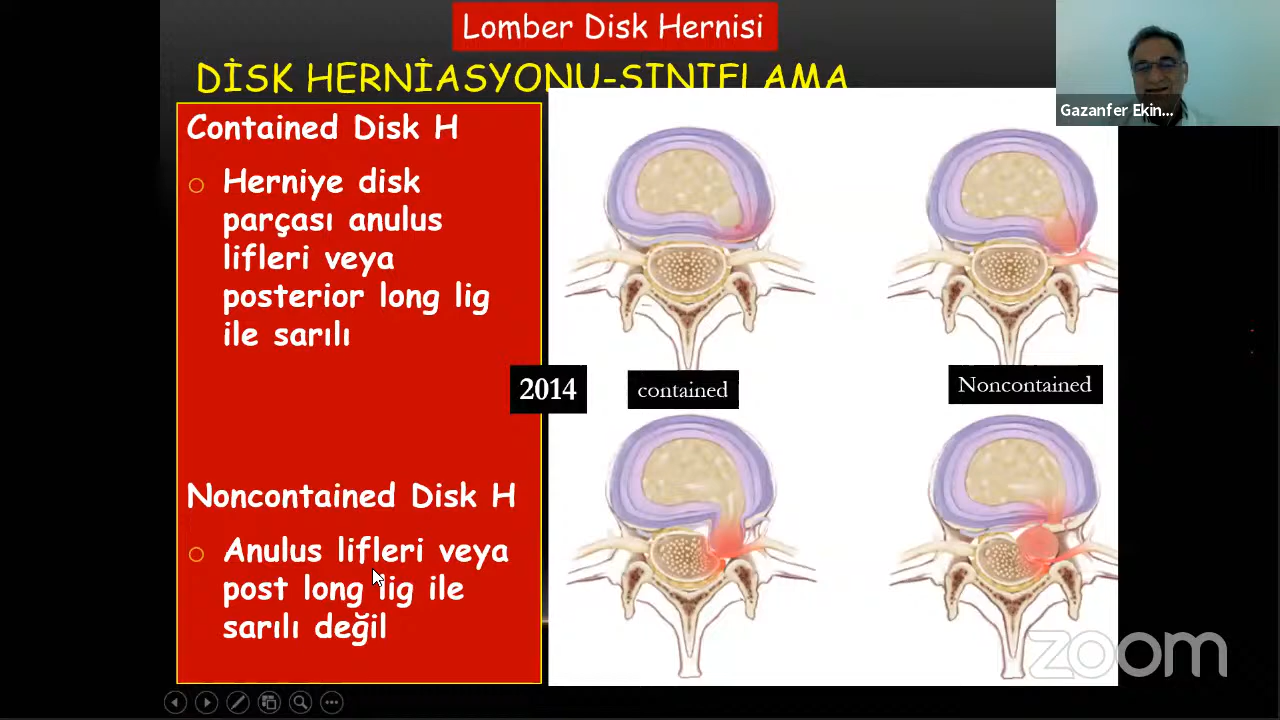 Lomber Disk Hernisi
DİSK HERNİASYONU-SINIFLAMA
Contained Disk H
Herniye disk
parçası anulus
lifleri veya
posterior long lig
ile sarılı
Noncontained Disk H
Anulus lifleri veya
post long lig ile
sarılı değil
2014
contained
Noncontained
Gazanfer Ekin...
zoom